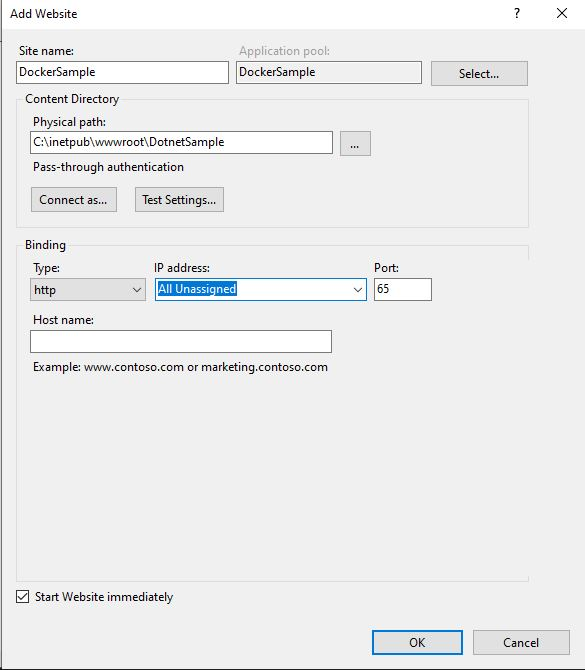 Add Website
? ×
Site name: Application pool:
DockerSample DockerSample Select...
Content Directory
Physical path:
C:\inetpub\wwwroot\DotnetSample ...
Pass-through authentication
Connect as... Test Settings...
Binding
Type: IP address: Port:
http All Unassigned 65
Host name:
Example: www.contoso.com or marketing.contoso.com
Start Website immediately
OK Cancel